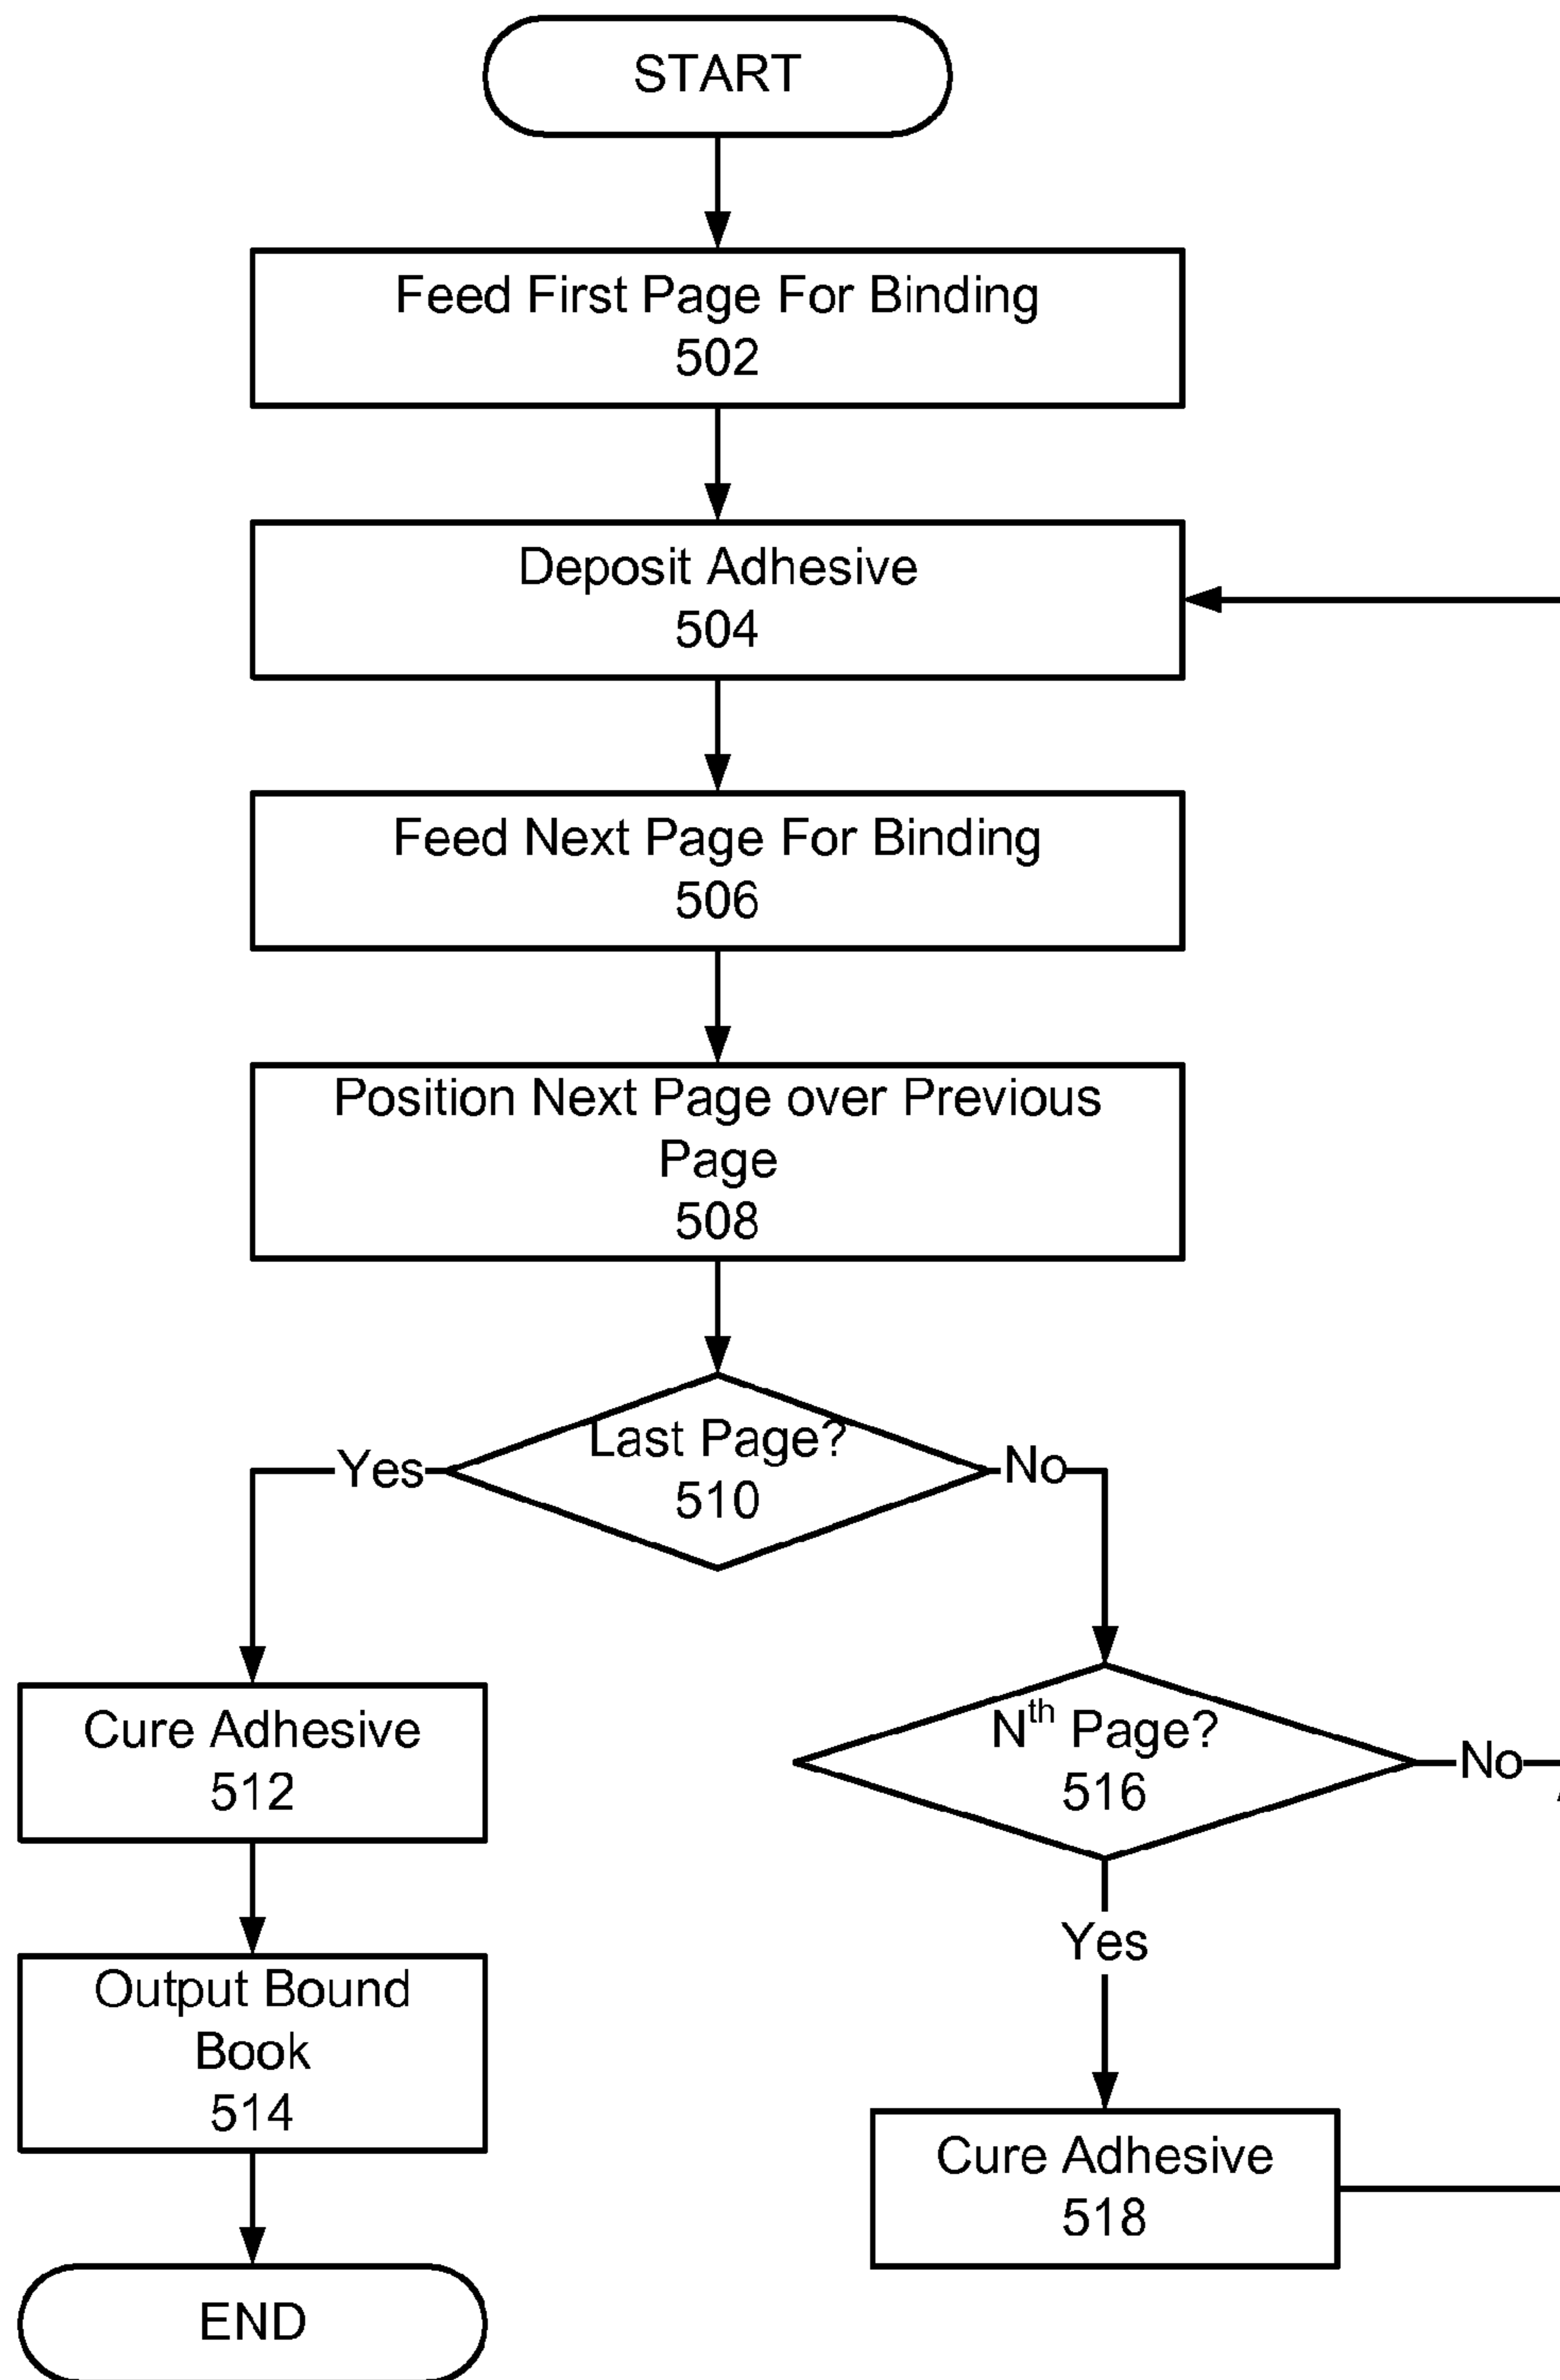 START
Feed First Page For Binding
502
Deposit Adhesive
504
Feed Next Page For Binding
506
Position Next Page over Previous
Page
508
Last Page?
510
Yes
No
Cure Adhesive
512
Nth Page?
516
No
Yes
Output Bound
Book
514
Cure Adhesive
518
END